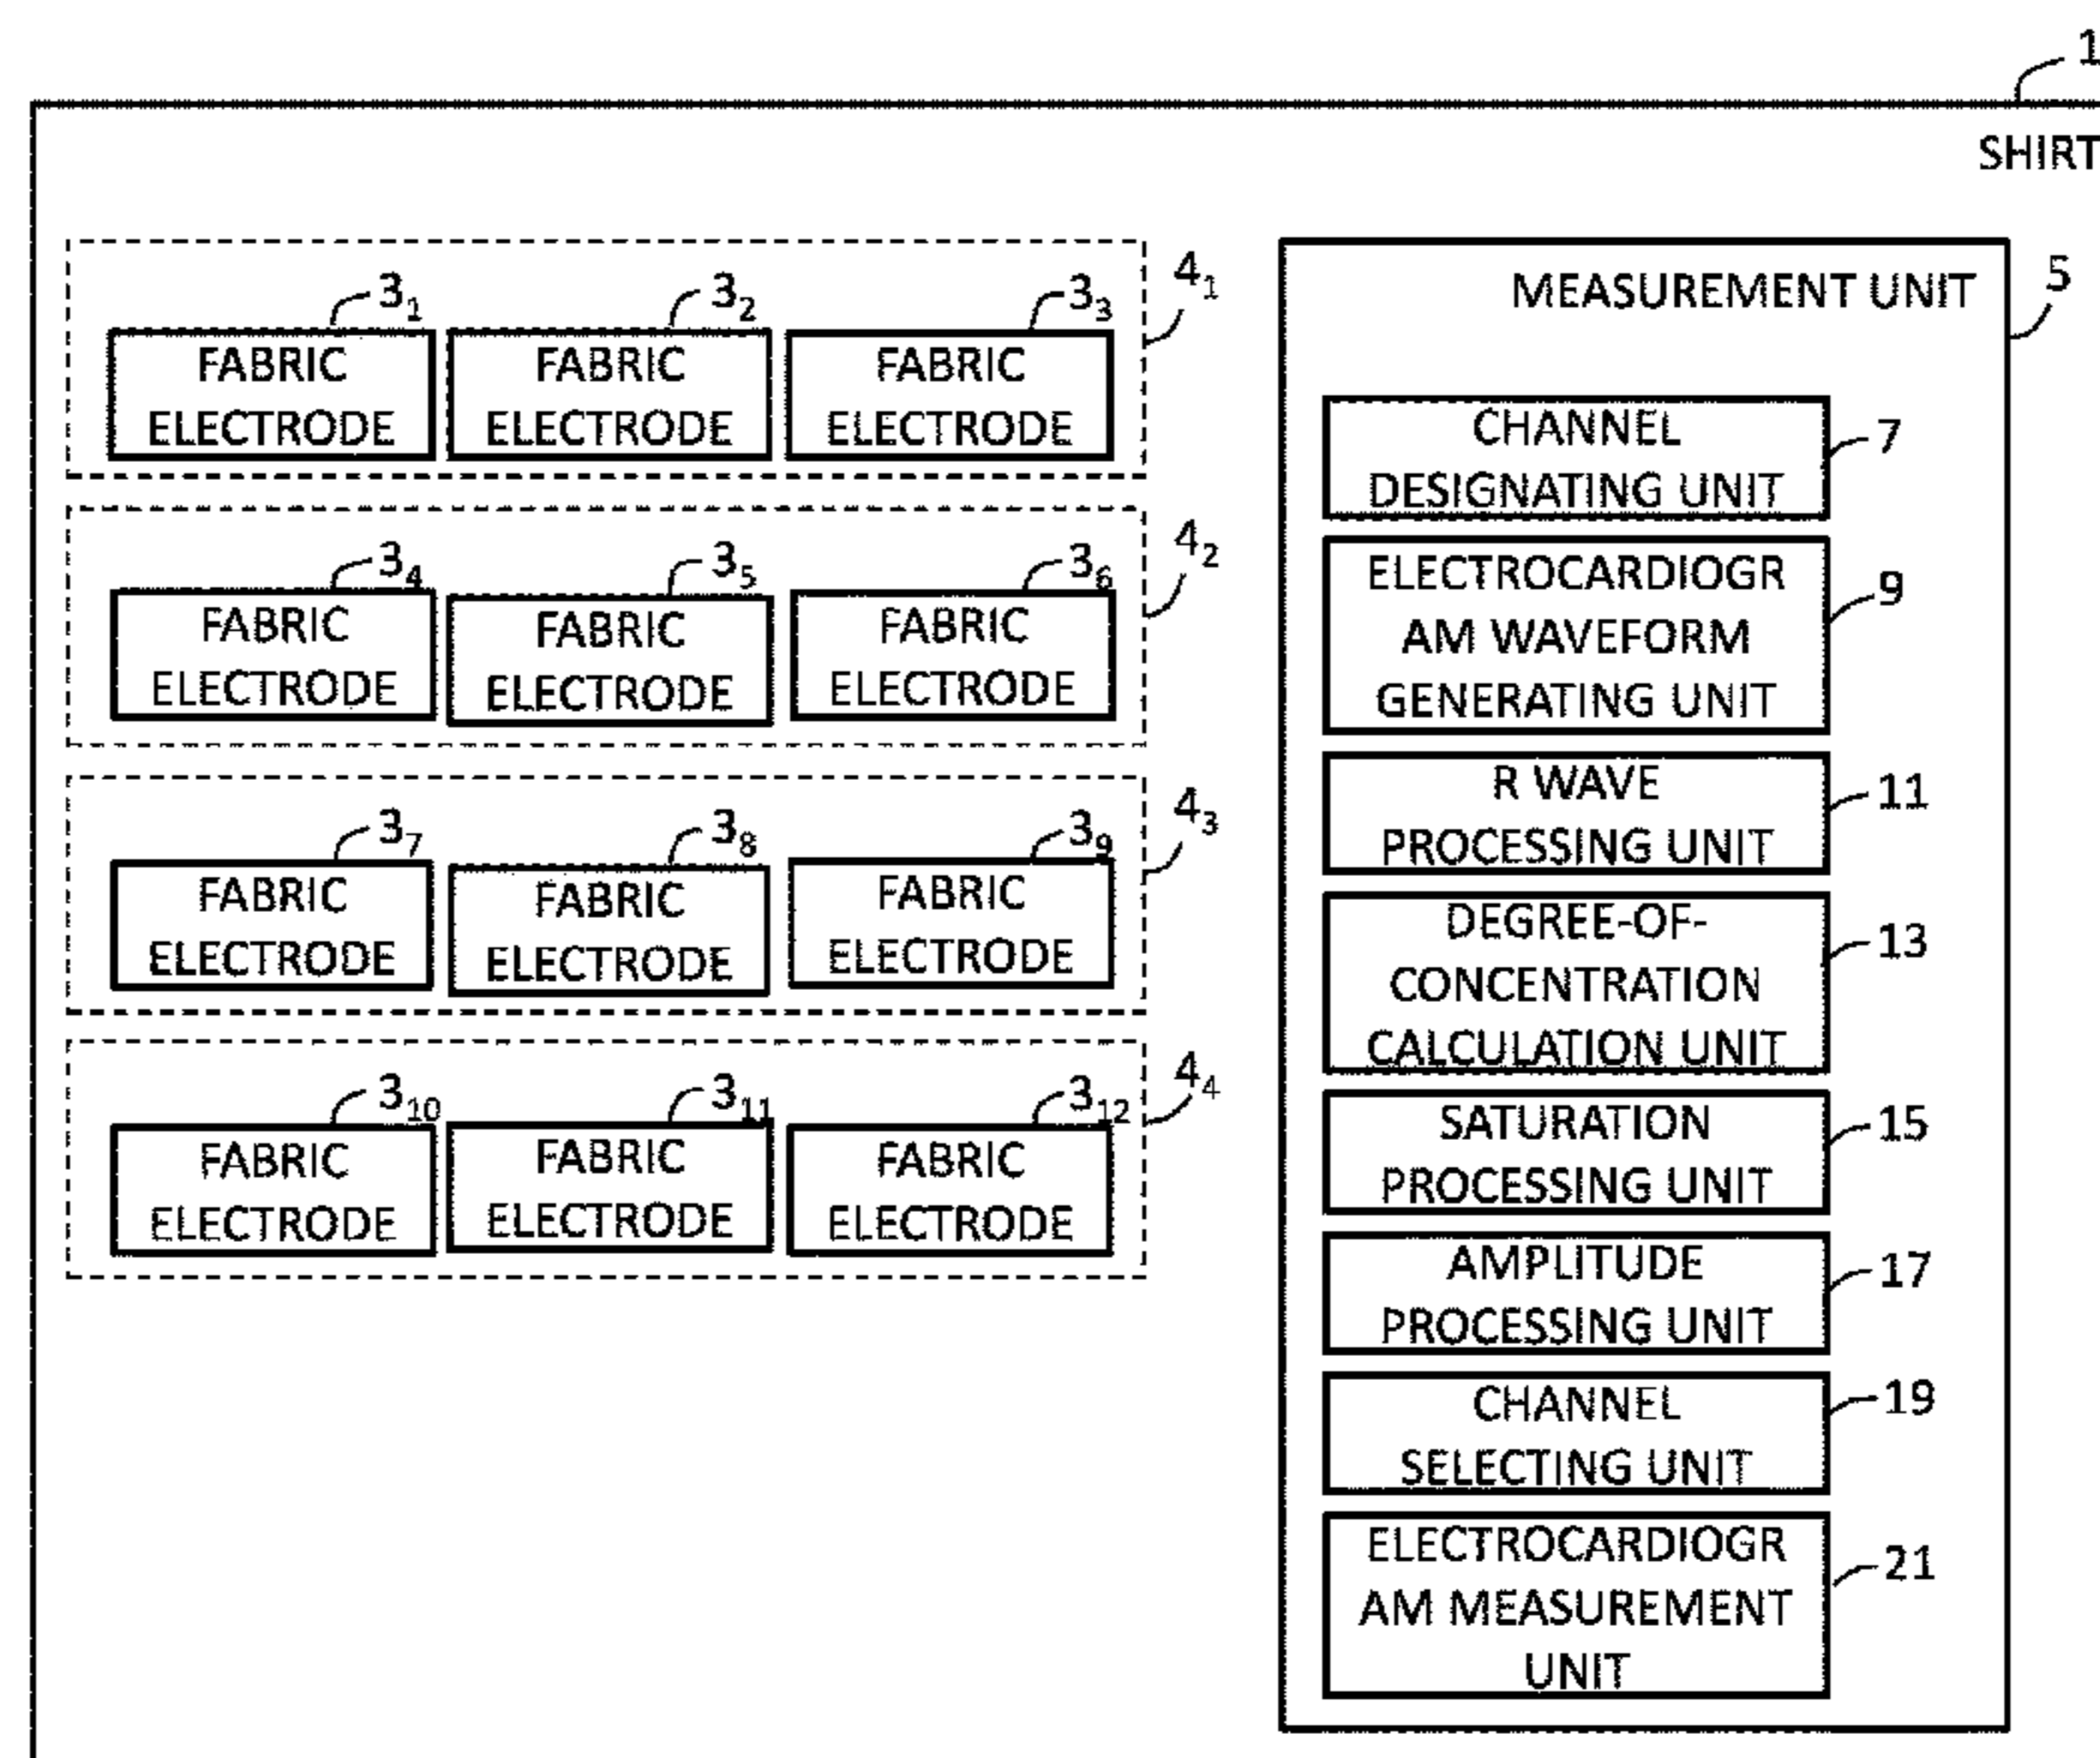 1
SHIRT
3₁ 3₂ 3₃ 4₁
FABRIC ELECTRODE
FABRIC ELECTRODE
FABRIC ELECTRODE
3₄ 3₅ 3₆ 4₂
FABRIC ELECTRODE
FABRIC ELECTRODE
FABRIC ELECTRODE
3₇ 3₈ 3₉ 4₃
FABRIC ELECTRODE
FABRIC ELECTRODE
FABRIC ELECTRODE
3₁₀ 3₁₁ 3₁₂ 4₄
FABRIC ELECTRODE
FABRIC ELECTRODE
FABRIC ELECTRODE
MEASUREMENT UNIT 5
CHANNEL
DESIGNATING UNIT
7
ELECTROCARDIOGR
AM WAVEFORM
GENERATING UNIT
9
R WAVE
PROCESSING UNIT
11
DEGREE-OF-
CONCENTRATION
CALCULATION UNIT
13
SATURATION
PROCESSING UNIT
15
AMPLITUDE
PROCESSING UNIT
17
CHANNEL
SELECTING UNIT
19
ELECTROCARDIOGR
AM MEASUREMENT
UNIT
21